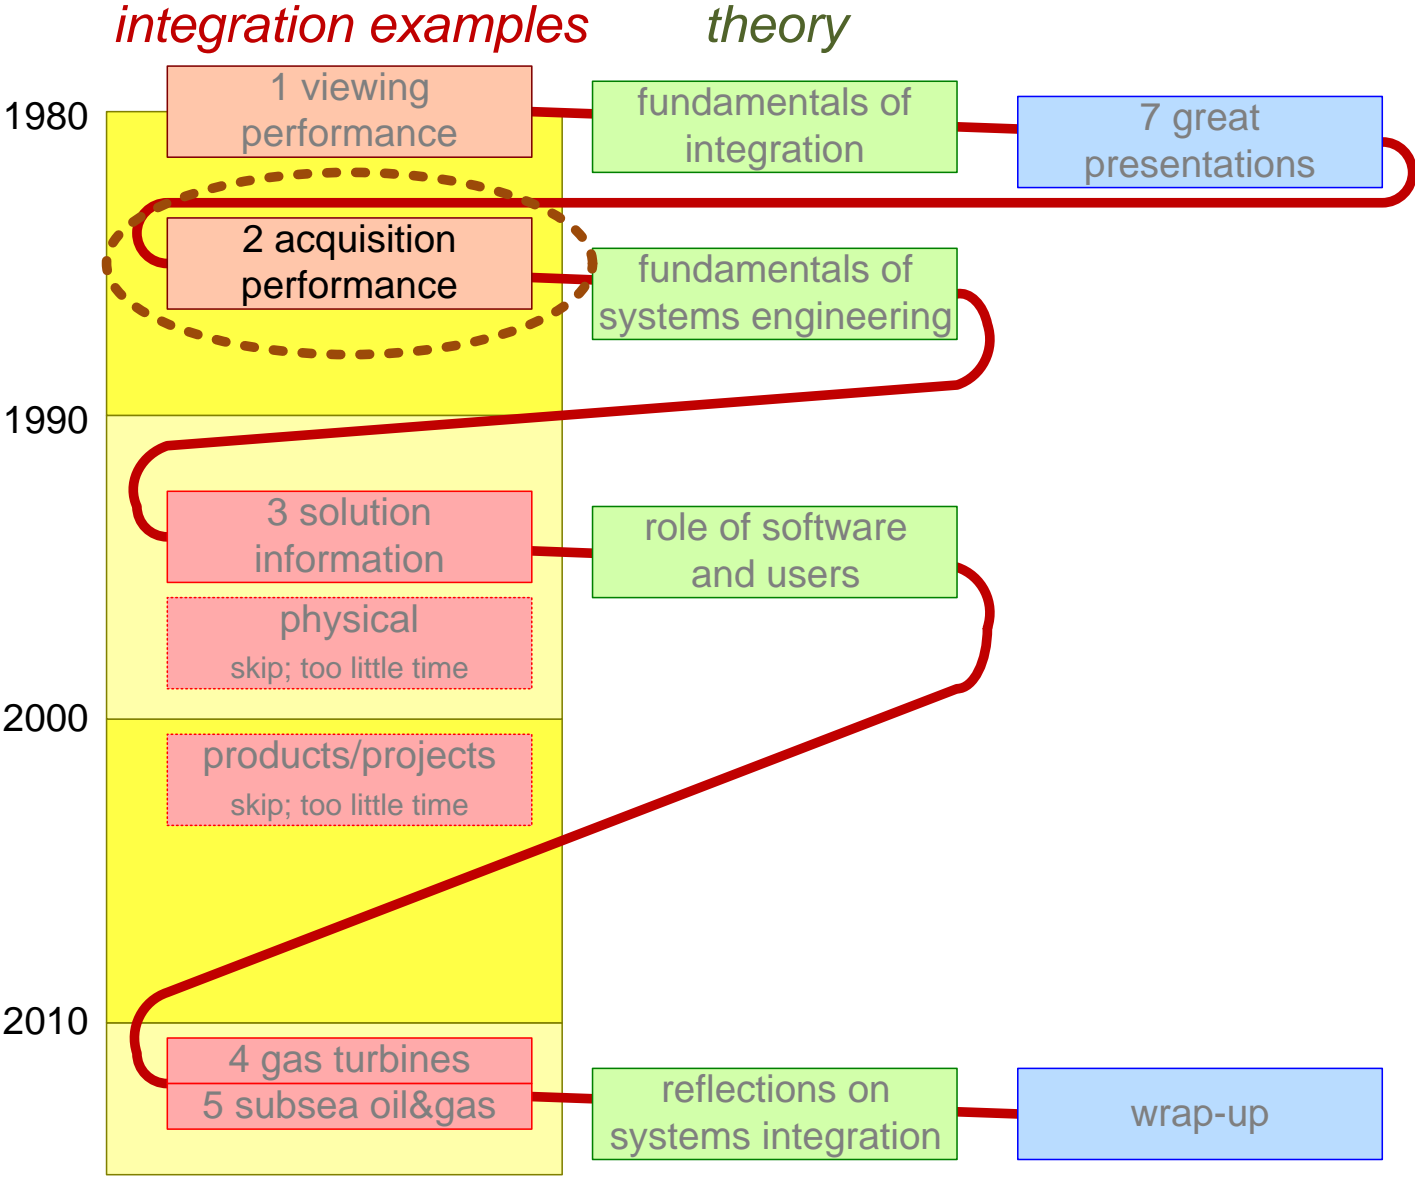 integration examples
theory
1980
1 viewing
performance
fundamentals of
integration
7 great
presentations
2 acquisition
performance
fundamentals of
systems engineering
1990
3 solution
information
role of software
and users
physical
skip; too little time
2000
products/projects
skip; too little time
2010
4 gas turbines
5 subsea oil&gas
reflections on
systems integration
wrap-up